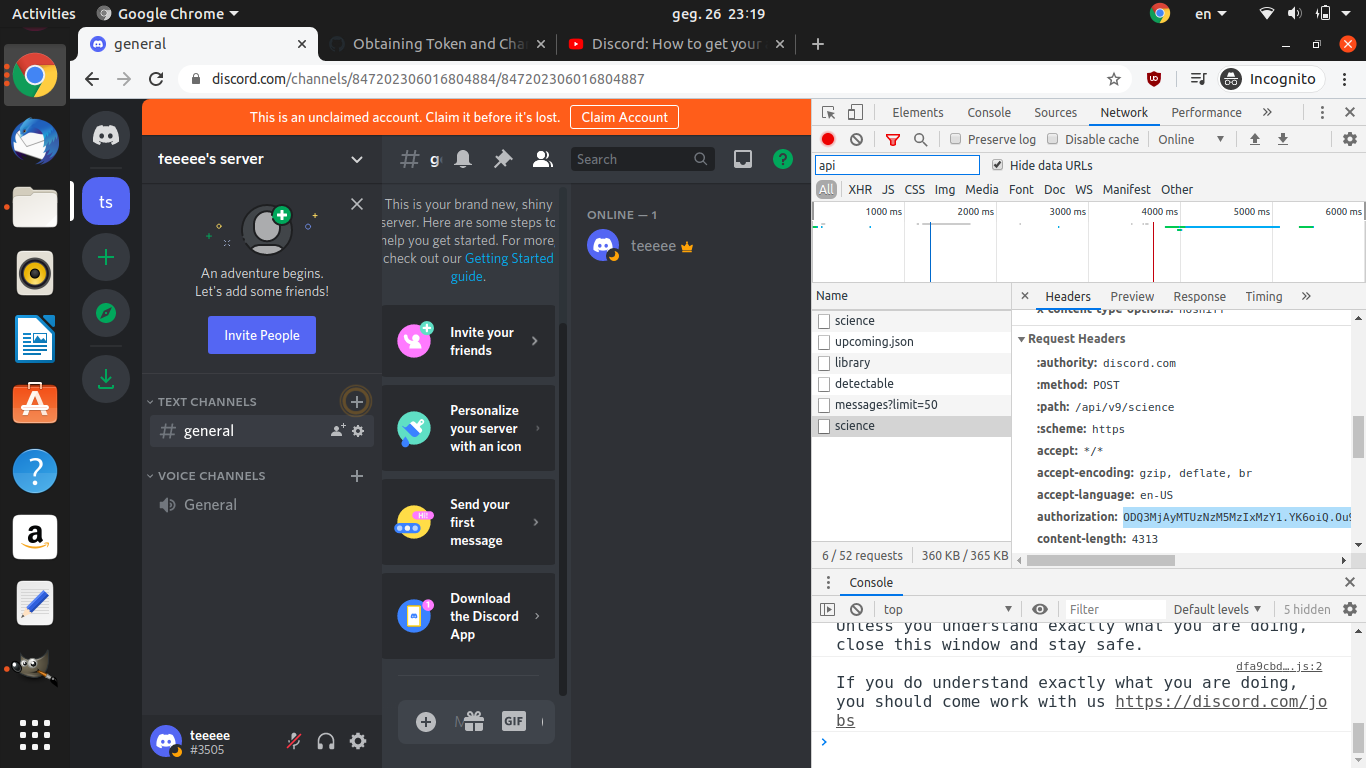 Activities Google Chrome geg. 26 23:19 en
general Obtaining Token and Cha Discord: How to get your
discord.com/channels/847202306016804884/847202306016804887 Incognito
This is an unclaimed account. Claim it before it's lost. Claim Account
teeeee's server
Search
ts
An adventure begins.
Let's add some friends!
Invite People
TEXT CHANNELS
general
VOICE CHANNELS
General
teeeee
#3505
This is your brand new, shiny
server. Here are some steps to
help you get started. For more,
check out our Getting Started
guide.
Invite your
friends
Personalize
your server
with an icon
Send your
first
message
Download
the Discord
App
GIF
ONLINE — 1
teeeee
Elements Console Sources Network Performance
Preserve log Disable cache Online
api Hide data URLs
All XHR JS CSS Img Media Font Doc WS Manifest Other
1000 ms 2000 ms 3000 ms 4000 ms 5000 ms 6000 ms
Name
science
upcoming.json
library
detectable
messages?limit=50
science
6 / 52 requests 360 KB / 365 KB
Headers Preview Response Timing
x-content-type-options: nosniff
Request Headers
:authority: discord.com
:method: POST
:path: /api/v9/science
:scheme: https
accept: */*
accept-encoding: gzip, deflate, br
accept-language: en-US
authorization: ODQ3MjAyMTUzNzM5MzIxMzY1.YK6oiQ.Ou9
content-length: 4313
Console
top Filter Default levels 5 hidden
Unless you understand exactly what you are doing,
close this window and stay safe.
dfa9cbd….js:2
If you do understand exactly what you are doing,
you should come work with us https://discord.com/jo
bs